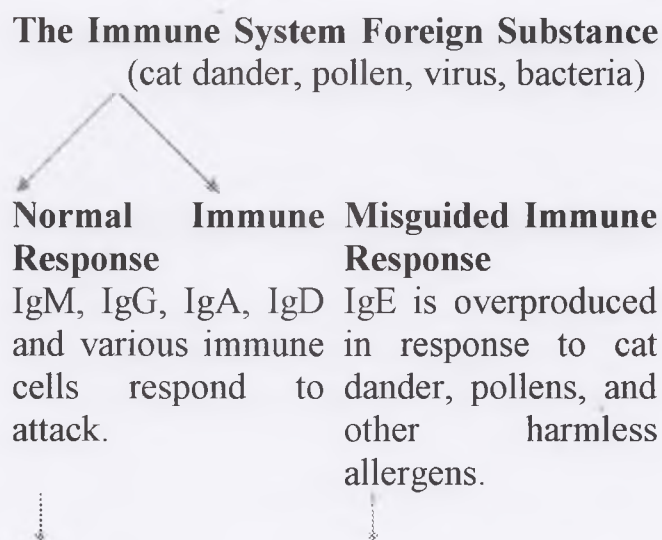 The Immune System Foreign Substance
(cat dander, pollen, virus, bacteria)
Normal Immune Response
IgM, IgG, IgA, IgD
and various immune
cells respond to
attack.
Misguided Immune
Response
IgE is overproduced
in response to cat
dander, pollens, and
other harmless
allergens.